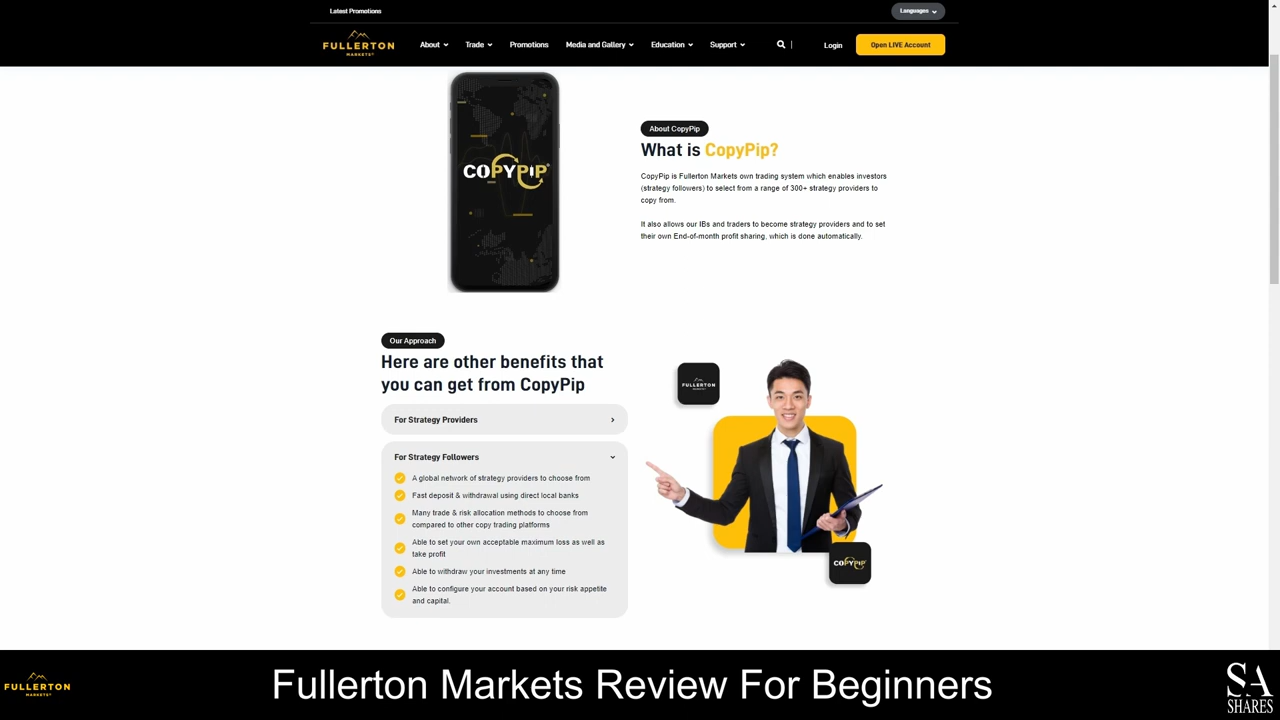 Latest Promotions
Languages
FULLERTON
MARKETS
About
Trade
Promotions
Media and Gallery
Education
Support
Login
Open LIVE Account
COPYPIP
About CopyPip
What is CopyPip?
CopyPip is Fullerton Markets own trading system which enables investors
(strategy followers) to select from a range of 300+ strategy providers to
copy from.
It also allows our IBs and traders to become strategy providers and to set
their own End-of-month profit sharing, which is done automatically.
Our Approach
Here are other benefits that
you can get from CopyPip
For Strategy Providers
For Strategy Followers
A global network of strategy providers to choose from
Fast deposit & withdrawal using direct local banks
Many trade & risk allocation methods to choose from
compared to other copy trading platforms
Able to set your own acceptable maximum loss as well as
take profit
Able to withdraw your investments at any time
Able to configure your account based on your risk appetite
and capital.
FULLERTON
COPYPIP
FULLERTON
MARKETS
Fullerton Markets Review For Beginners
SA
SHARES